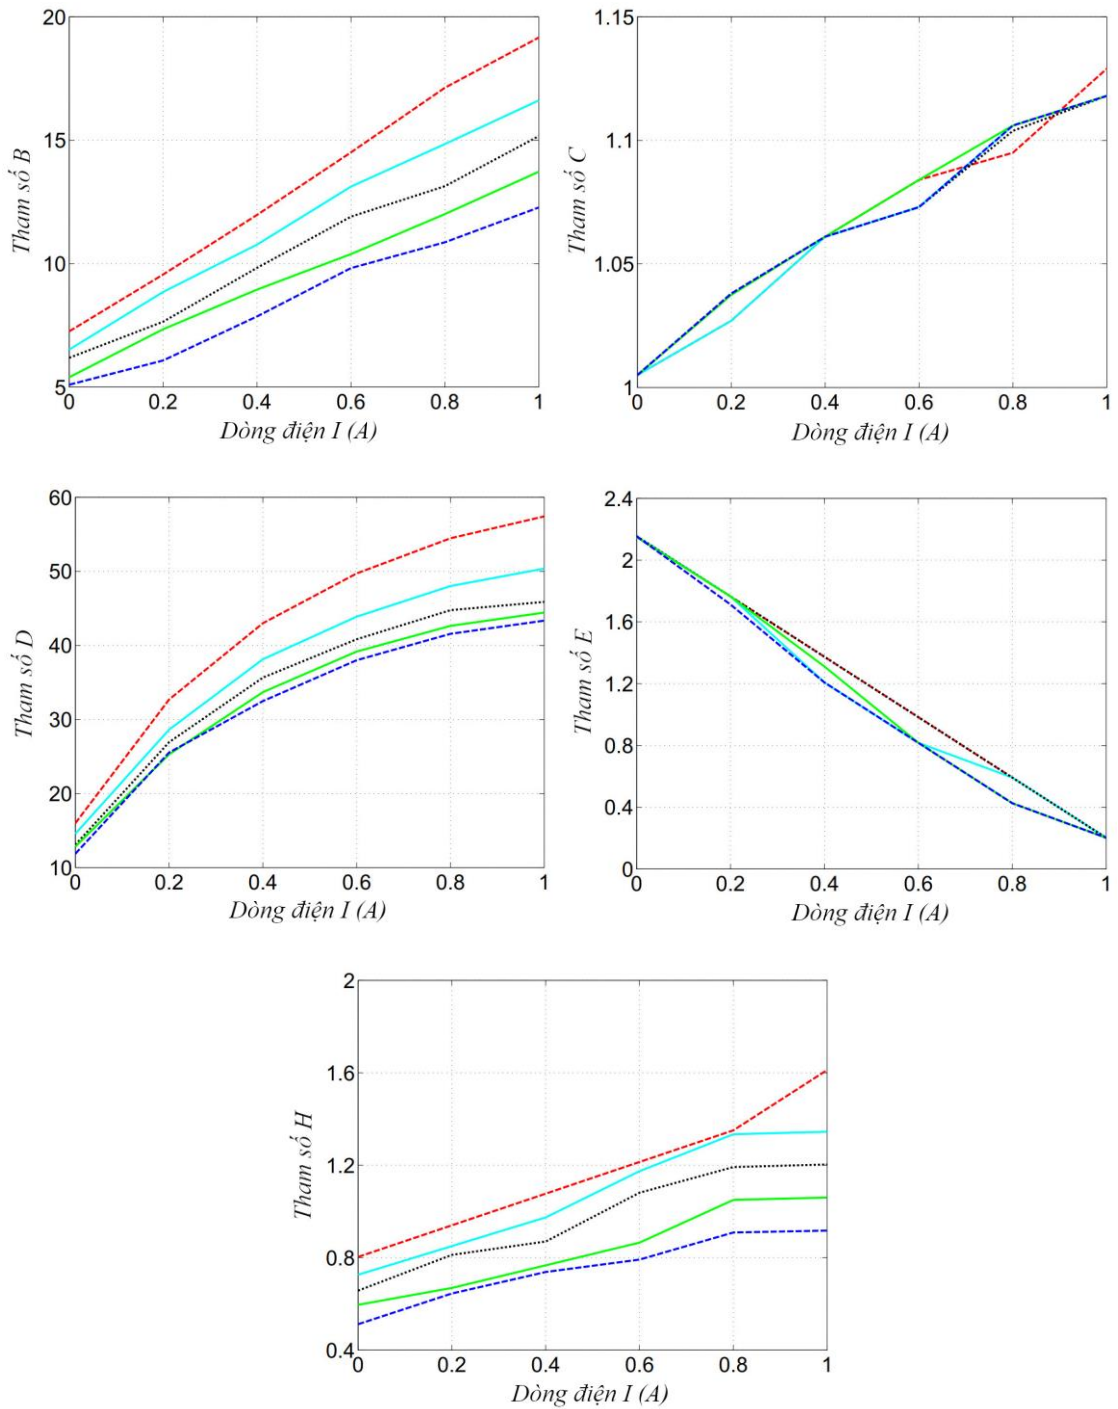 20
15
10
5
Tham số B
0 0.2 0.4 0.6 0.8 1
Dòng điện I (A)
1.15
1.1
1.05
1
Tham số C
0 0.2 0.4 0.6 0.8 1
Dòng điện I (A)
60
50
40
30
20
10
Tham số D
0 0.2 0.4 0.6 0.8 1
Dòng điện I (A)
2.4
2
1.6
1.2
0.8
0.4
0
Tham số E
0 0.2 0.4 0.6 0.8 1
Dòng điện I (A)
2
1.6
1.2
0.8
0.4
Tham số H
0 0.2 0.4 0.6 0.8 1
Dòng điện I (A)